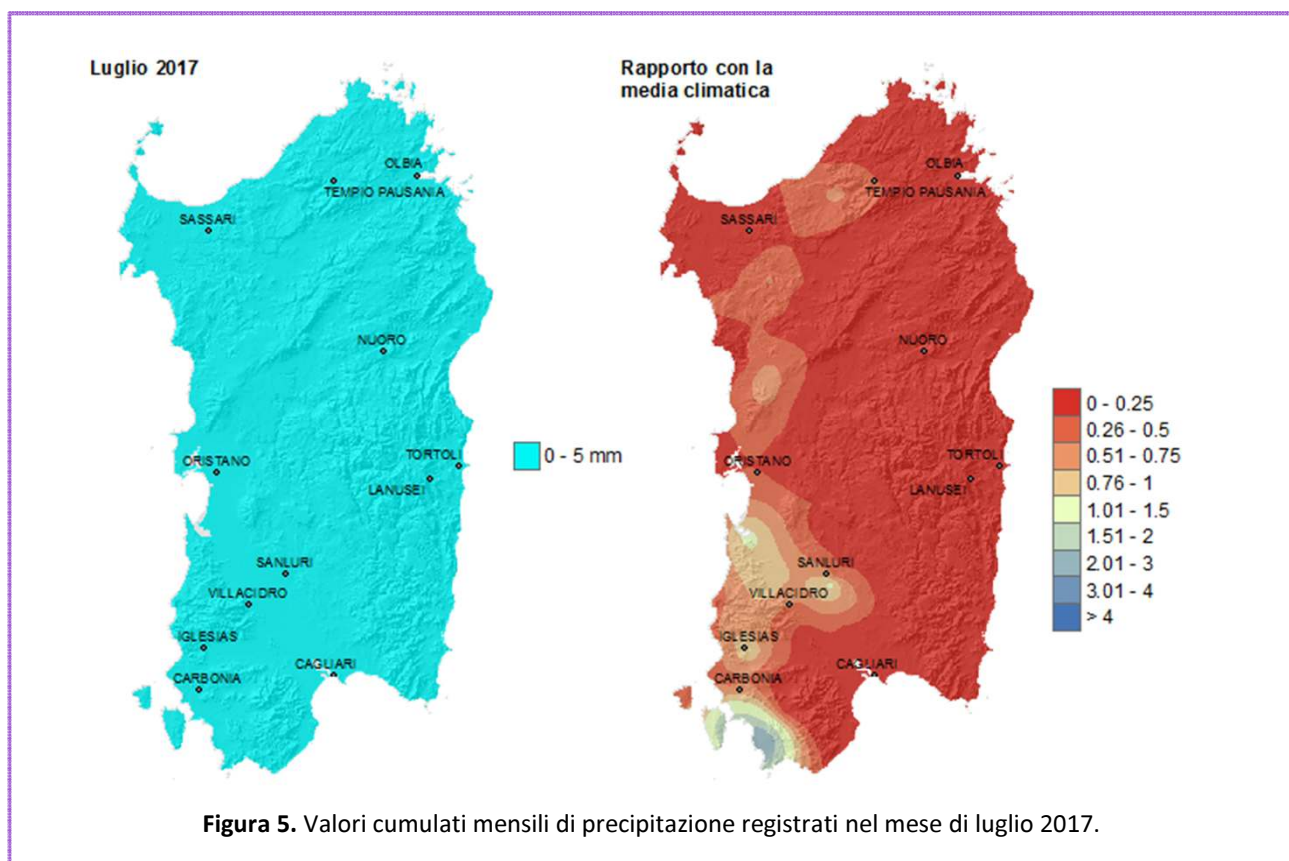 Luglio 2017
OLBIA
TEMPIO PAUSANIA
SASSARI
NUORO
ORISTANO
TORTOLI
LANUSEI
SANLURI
VILLACIDRO
IGLESIAS
CAGLIARI
CARBONIA
0 - 5 mm
Rapporto con la
media climatica
OLBIA
TEMPIO PAUSANIA
SASSARI
NUORO
ORISTANO
TORTOLI
LANUSEI
SANLURI
VILLACIDRO
IGLESIAS
CAGLIARI
CARBONIA
0 - 0.25
0.26 - 0.5
0.51 - 0.75
0.76 - 1
1.01 - 1.5
1.51 - 2
2.01 - 3
3.01 - 4
> 4
Figura 5. Valori cumulati mensili di precipitazione registrati nel mese di luglio 2017.